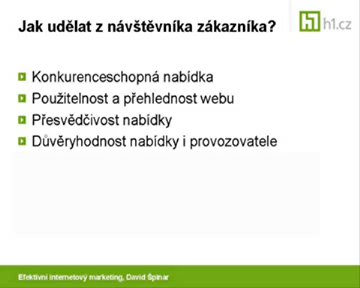 Jak udělat z návštěvníka zákazníka?
h1.cz
Konkurenceschopná nabídka
Použitelnost a přehlednost webu
Přesvědčivost nabídky
Důvěryhodnost nabídky i provozovatele
Efektivní internetový marketing, David Špinar